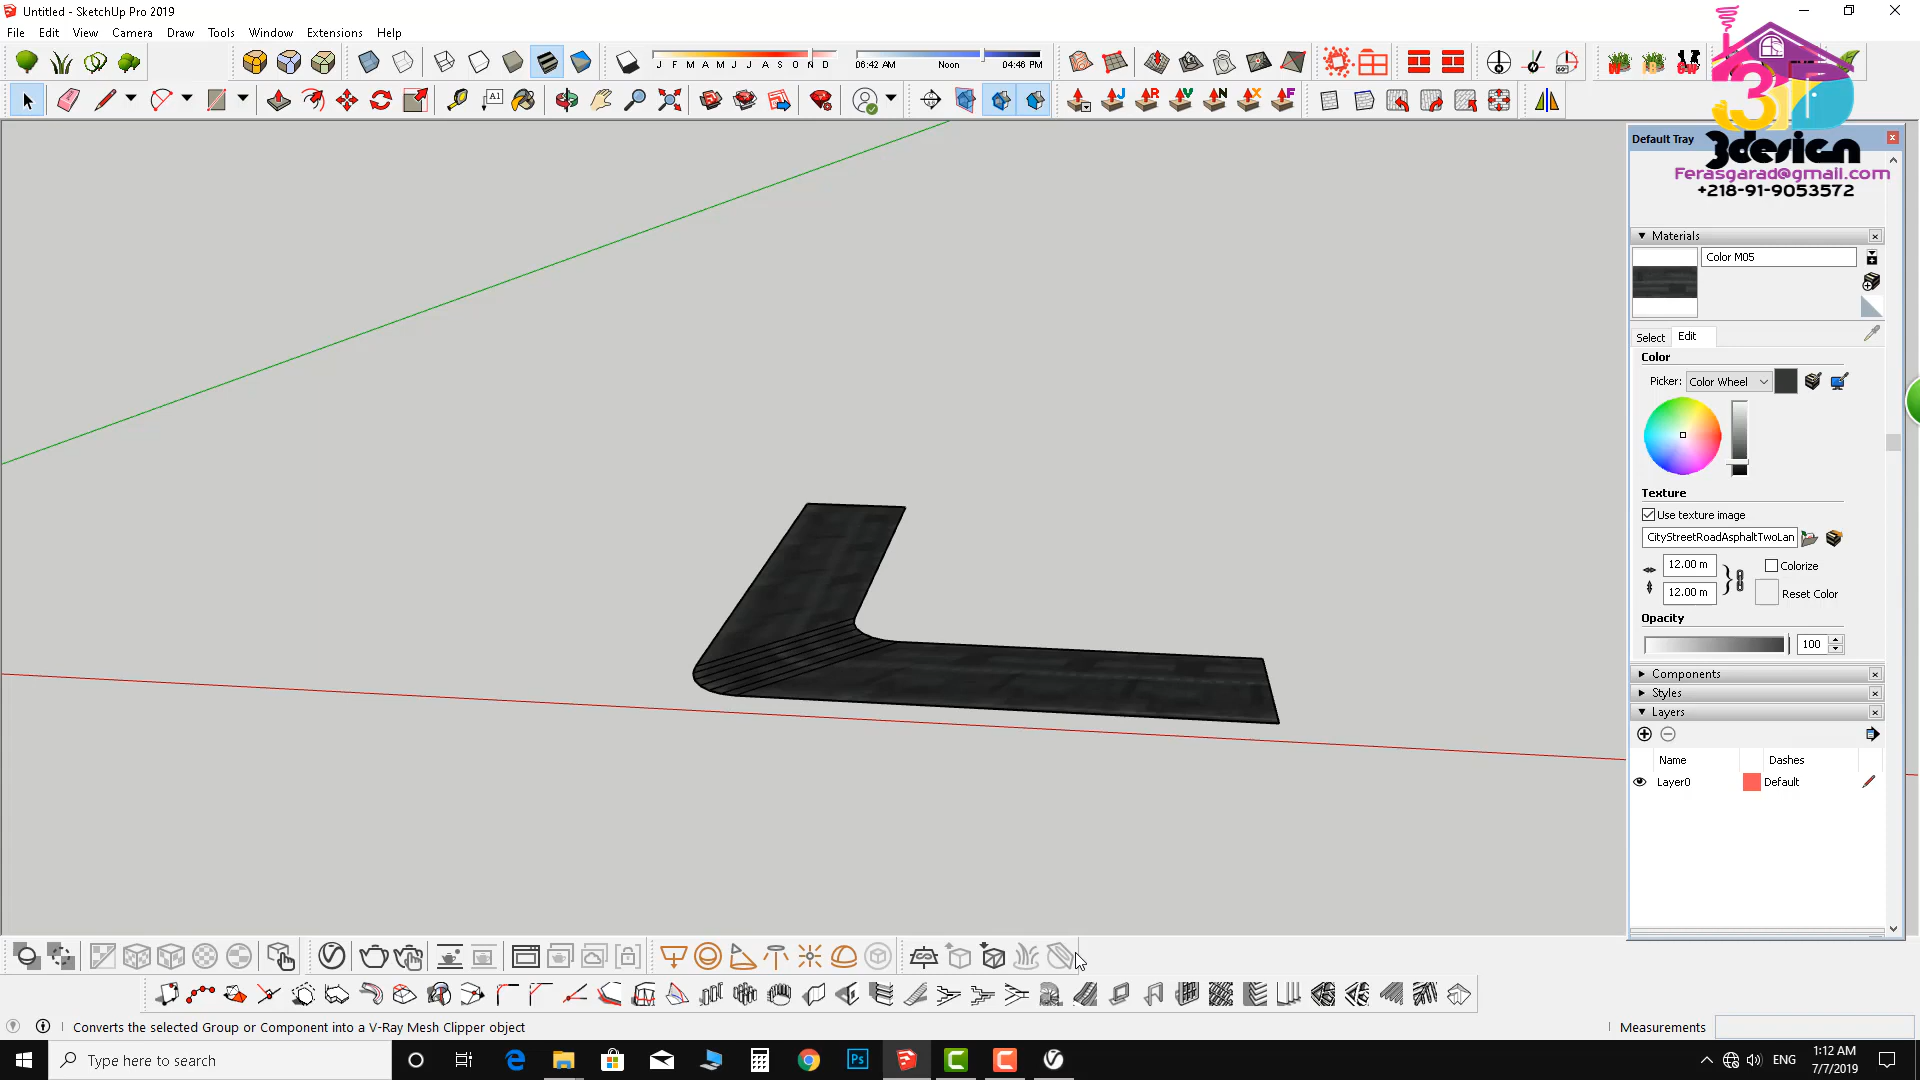 Untitled - SketchUp Pro 2019
File Edit View Camera Draw Tools Window Extensions Help
J F M A M J J A S O N D
06:42 AM Noon 04:46 PM
A1
J R V N X F
3design
Ferasgarad@gmail.com
+218-91-9053572
Default Tray
Materials
Color M05
Select Edit
Color
Picker: Color Wheel
Texture
Use texture image
CityStreetRoadAsphaltTwoLan
12.00 m
Colorize
12.00 m
Reset Color
Opacity
100
Components
Styles
Layers
Name Dashes
Layer0 Default
Converts the selected Group or Component into a V-Ray Mesh Clipper object
Measurements
Type here to search
Ps
ENG
1:12 AM
7/7/2019